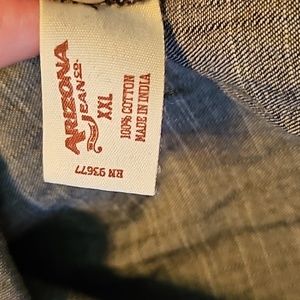 ARIZONA
JEAN CO.
XXL
100% COTTON
MADE IN INDIA
RN 93677